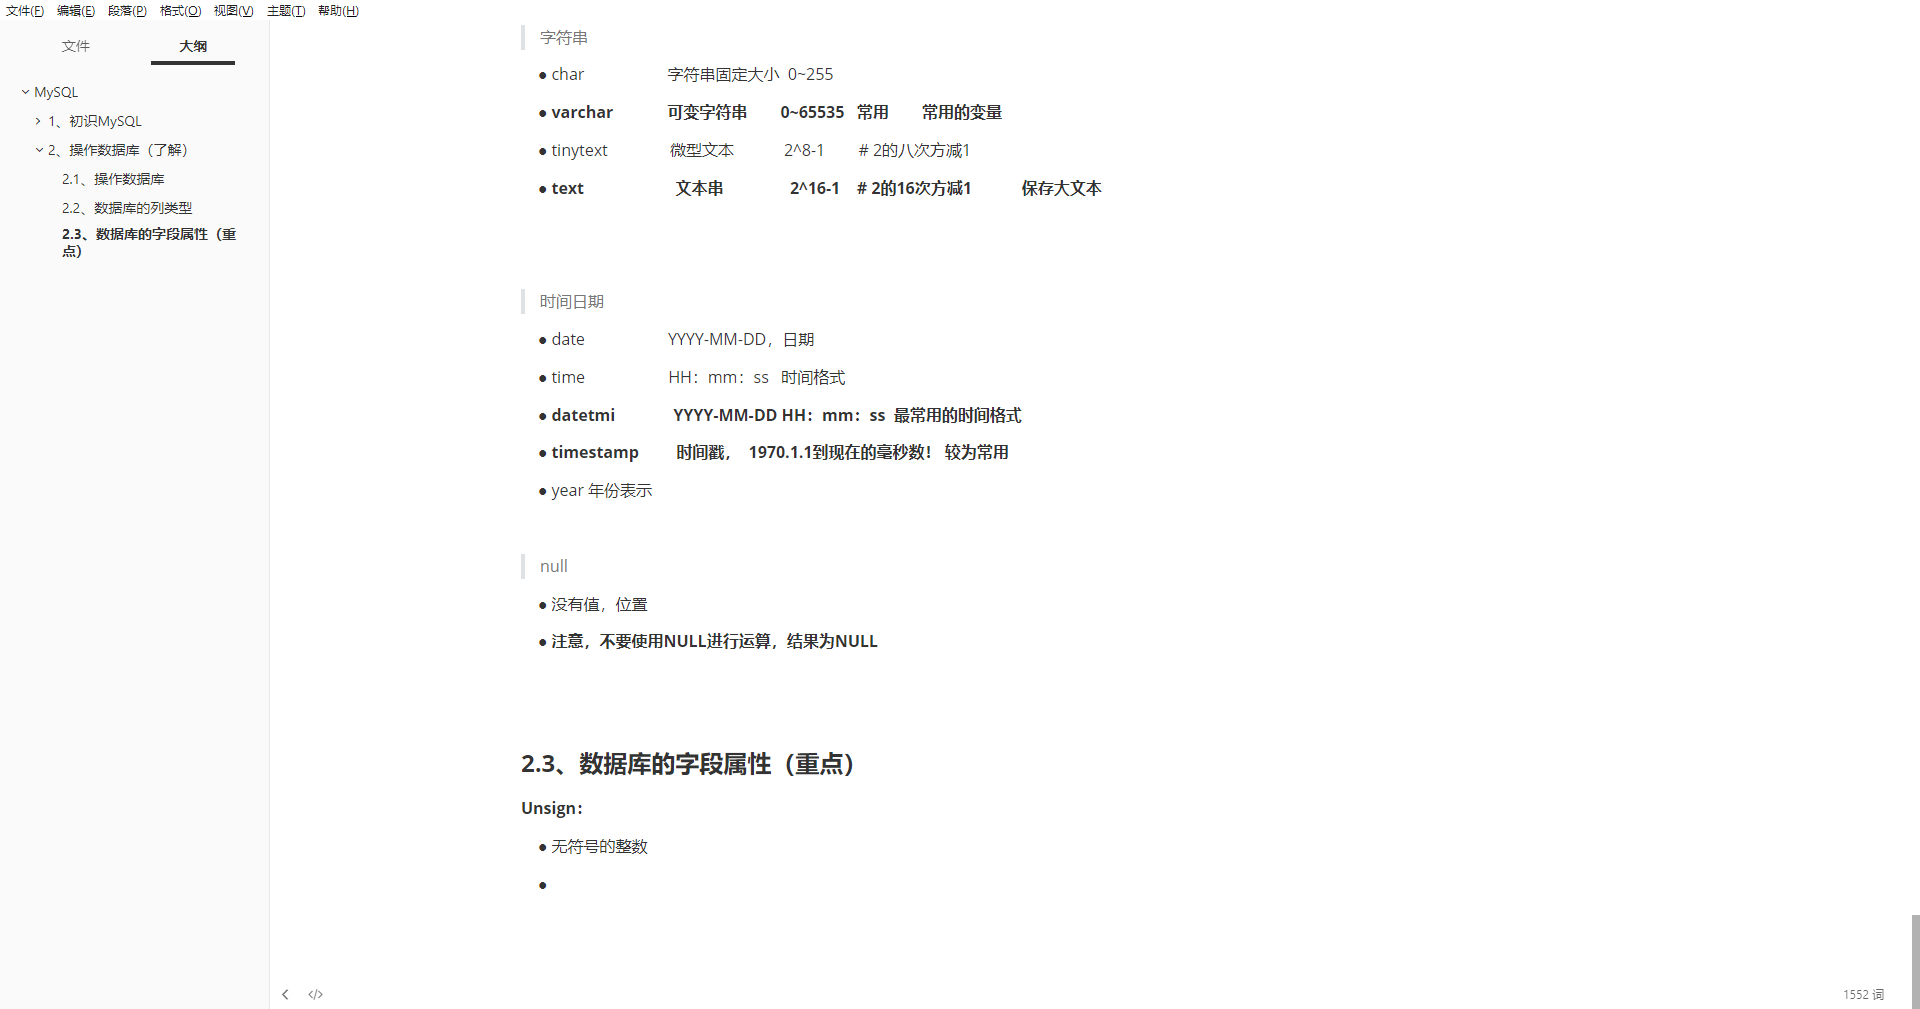 文件(F) 编辑(E) 段落(P) 格式(O) 视图(V) 主题(T) 帮助(H)
文件 大纲
MySQL
1、初识MySQL
2、操作数据库（了解）
2.1、操作数据库
2.2、数据库的列类型
2.3、数据库的字段属性（重
点）
字符串
● char 字符串固定大小 0~255
● varchar 可变字符串 0~65535 常用 常用的变量
● tinytext 微型文本 2^8-1 # 2的八次方减1
● text 文本串 2^16-1 # 2的16次方减1 保存大文本
时间日期
● date YYYY-MM-DD，日期
● time HH：mm：ss 时间格式
● datetmi YYYY-MM-DD HH：mm：ss 最常用的时间格式
● timestamp 时间戳， 1970.1.1到现在的毫秒数！ 较为常用
● year 年份表示
null
● 没有值，位置
● 注意，不要使用NULL进行运算，结果为NULL
2.3、数据库的字段属性（重点）
Unsign：
● 无符号的整数
●
</> 1552 词